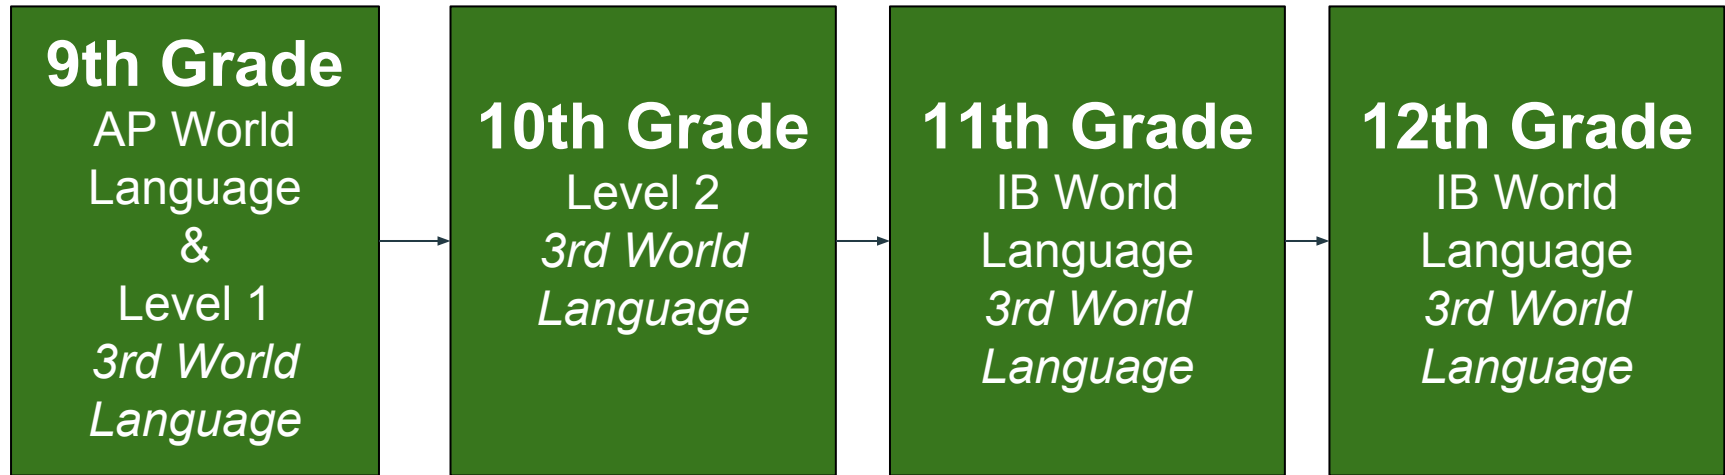 9th Grade
AP World
Language
&
Level 1
3rd World
Language
10th Grade
Level 2
3rd World
Language
11th Grade
IB World
Language
3rd World
Language
12th Grade
IB World
Language
3rd World
Language